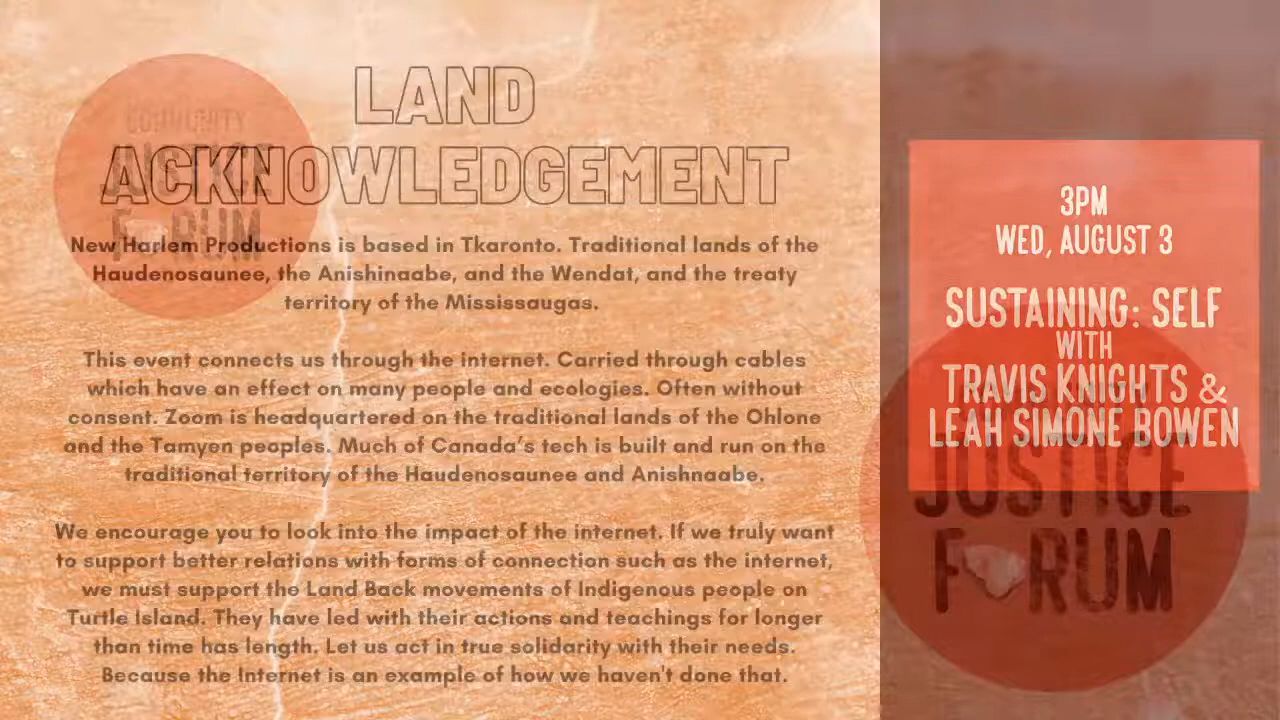 LAND
ACKNOWLEDGEMENT
COMMUNITY
JUSTICE
FORUM
New Harlem Productions is based in Tkaronto. Traditional lands of the
Haudenosaunee, the Anishinaabe, and the Wendat, and the treaty
territory of the Mississaugas.
This event connects us through the internet. Carried through cables
which have an effect on many people and ecologies. Often without
consent. Zoom is headquartered on the traditional lands of the Ohlone
and the Tamyen peoples. Much of Canada's tech is built and run on the
traditional territory of the Haudenosaunee and Anishnaabe.
We encourage you to look into the impact of the internet. If we truly want
to support better relations with forms of connection such as the internet,
we must support the Land Back movements of Indigenous people on
Turtle Island. They have led with their actions and teachings for longer
than time has length. Let us act in true solidarity with their needs.
Because the Internet is an example of how we haven't done that.
3PM
WED, AUGUST 3
SUSTAINING: SELF
WITH
TRAVIS KNIGHTS &
LEAH SIMONE BOWEN
JUSTICE
FORUM